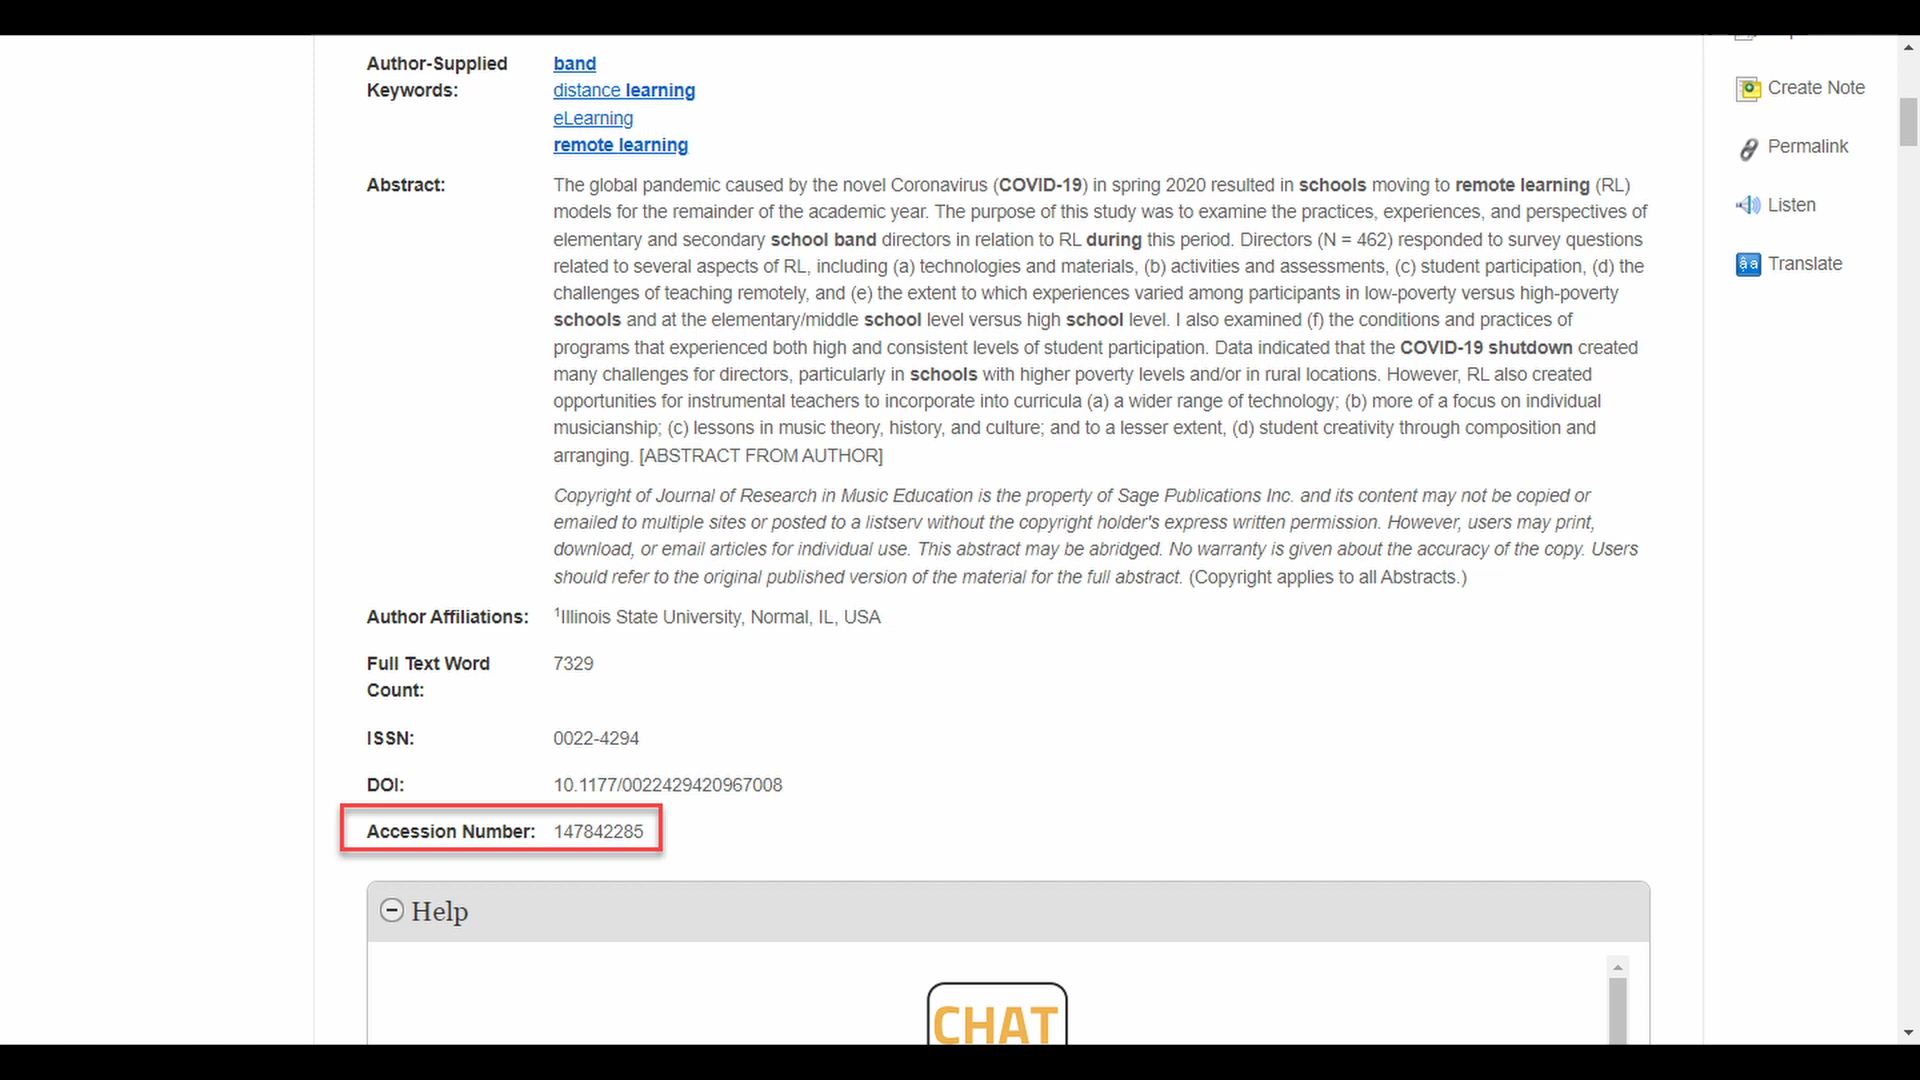 Create Note
Permalink
Listen
Translate
Author-Supplied Keywords:
band
distance learning
eLearning
remote learning
Abstract:
The global pandemic caused by the novel Coronavirus (COVID-19) in spring 2020 resulted in schools moving to remote learning (RL)
models for the remainder of the academic year. The purpose of this study was to examine the practices, experiences, and perspectives of
elementary and secondary school band directors in relation to RL during this period. Directors (N = 462) responded to survey questions
related to several aspects of RL, including (a) technologies and materials, (b) activities and assessments, (c) student participation, (d) the
challenges of teaching remotely, and (e) the extent to which experiences varied among participants in low-poverty versus high-poverty
schools and at the elementary/middle school level versus high school level. I also examined (f) the conditions and practices of
programs that experienced both high and consistent levels of student participation. Data indicated that the COVID-19 shutdown created
many challenges for directors, particularly in schools with higher poverty levels and/or in rural locations. However, RL also created
opportunities for instrumental teachers to incorporate into curricula (a) a wider range of technology; (b) more of a focus on individual
musicianship; (c) lessons in music theory, history, and culture; and to a lesser extent, (d) student creativity through composition and
arranging. [ABSTRACT FROM AUTHOR]
Copyright of Journal of Research in Music Education is the property of Sage Publications Inc. and its content may not be copied or
emailed to multiple sites or posted to a listserv without the copyright holder's express written permission. However, users may print,
download, or email articles for individual use. This abstract may be abridged. No warranty is given about the accuracy of the copy. Users
should refer to the original published version of the material for the full abstract. (Copyright applies to all Abstracts.)
Author Affiliations: 1Illinois State University, Normal, IL, USA
Full Text Word Count: 7329
ISSN: 0022-4294
DOI: 10.1177/0022429420967008
Accession Number: 147842285
Help
CHAT